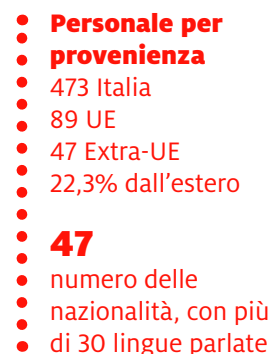 Personale per
provenienza
473 Italia
89 UE
47 Extra-UE
22,3% dall'estero
47
numero delle
nazionalità, con più
di 30 lingue parlate